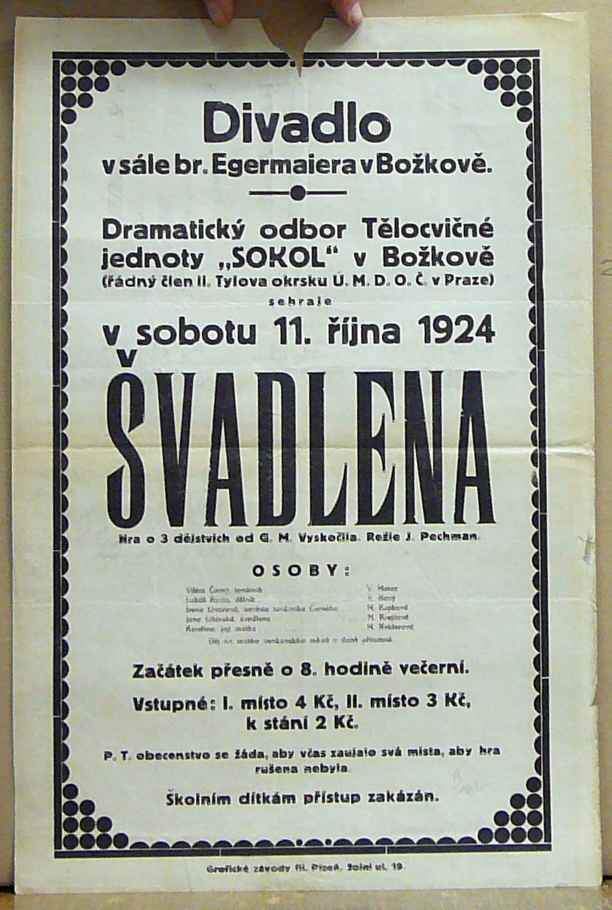 Divadlo
v sále br. Egermaiera v Božkově.
Dramatický odbor Tělocvičné
jednoty „SOKOL“ v Božkově
(řádný člen II. Tylova okrsku Ú. M. D. O. Č. v Praze)
sehraje
v sobotu 11. října 1924
ŠVADLENA
Hra o 3 dějstvích od G. M. Vyskočila. Režie J. Pechman.
OSOBY:
Začátek přesně o 8. hodině večerní.
Vstupné: I. místo 4 Kč, II. místo 3 Kč,
k stání 2 Kč.
P. T. obecenstvo se žádá, aby včas zaujalo svá místa, aby hra
rušena nebyla.
Školním dítkám přístup zakázán.
Grafické závody fil. Plzeň, Solní ul. 19.